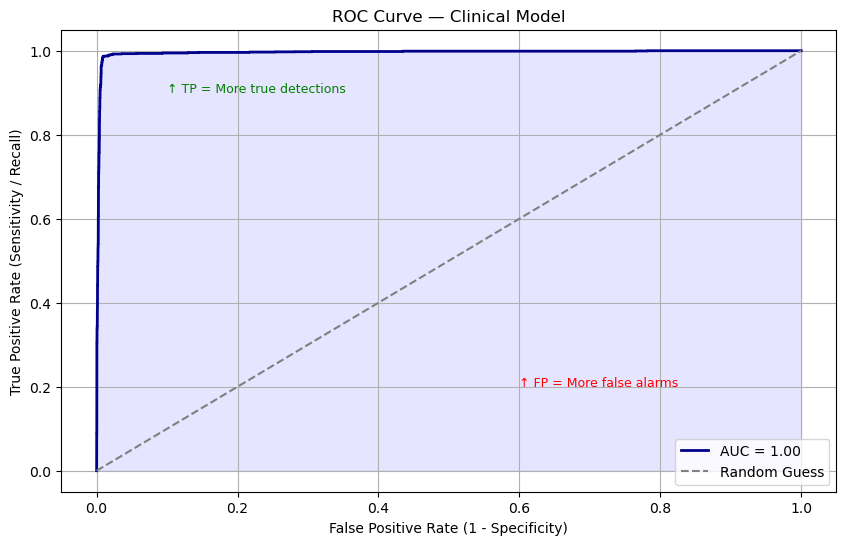 ROC Curve — Clinical Model
True Positive Rate (Sensitivity / Recall)
1.0
0.8
0.6
0.4
0.2
0.0
↑ TP = More true detections
↑ FP = More false alarms
AUC = 1.00
Random Guess
0.0 0.2 0.4 0.6 0.8 1.0
False Positive Rate (1 - Specificity)